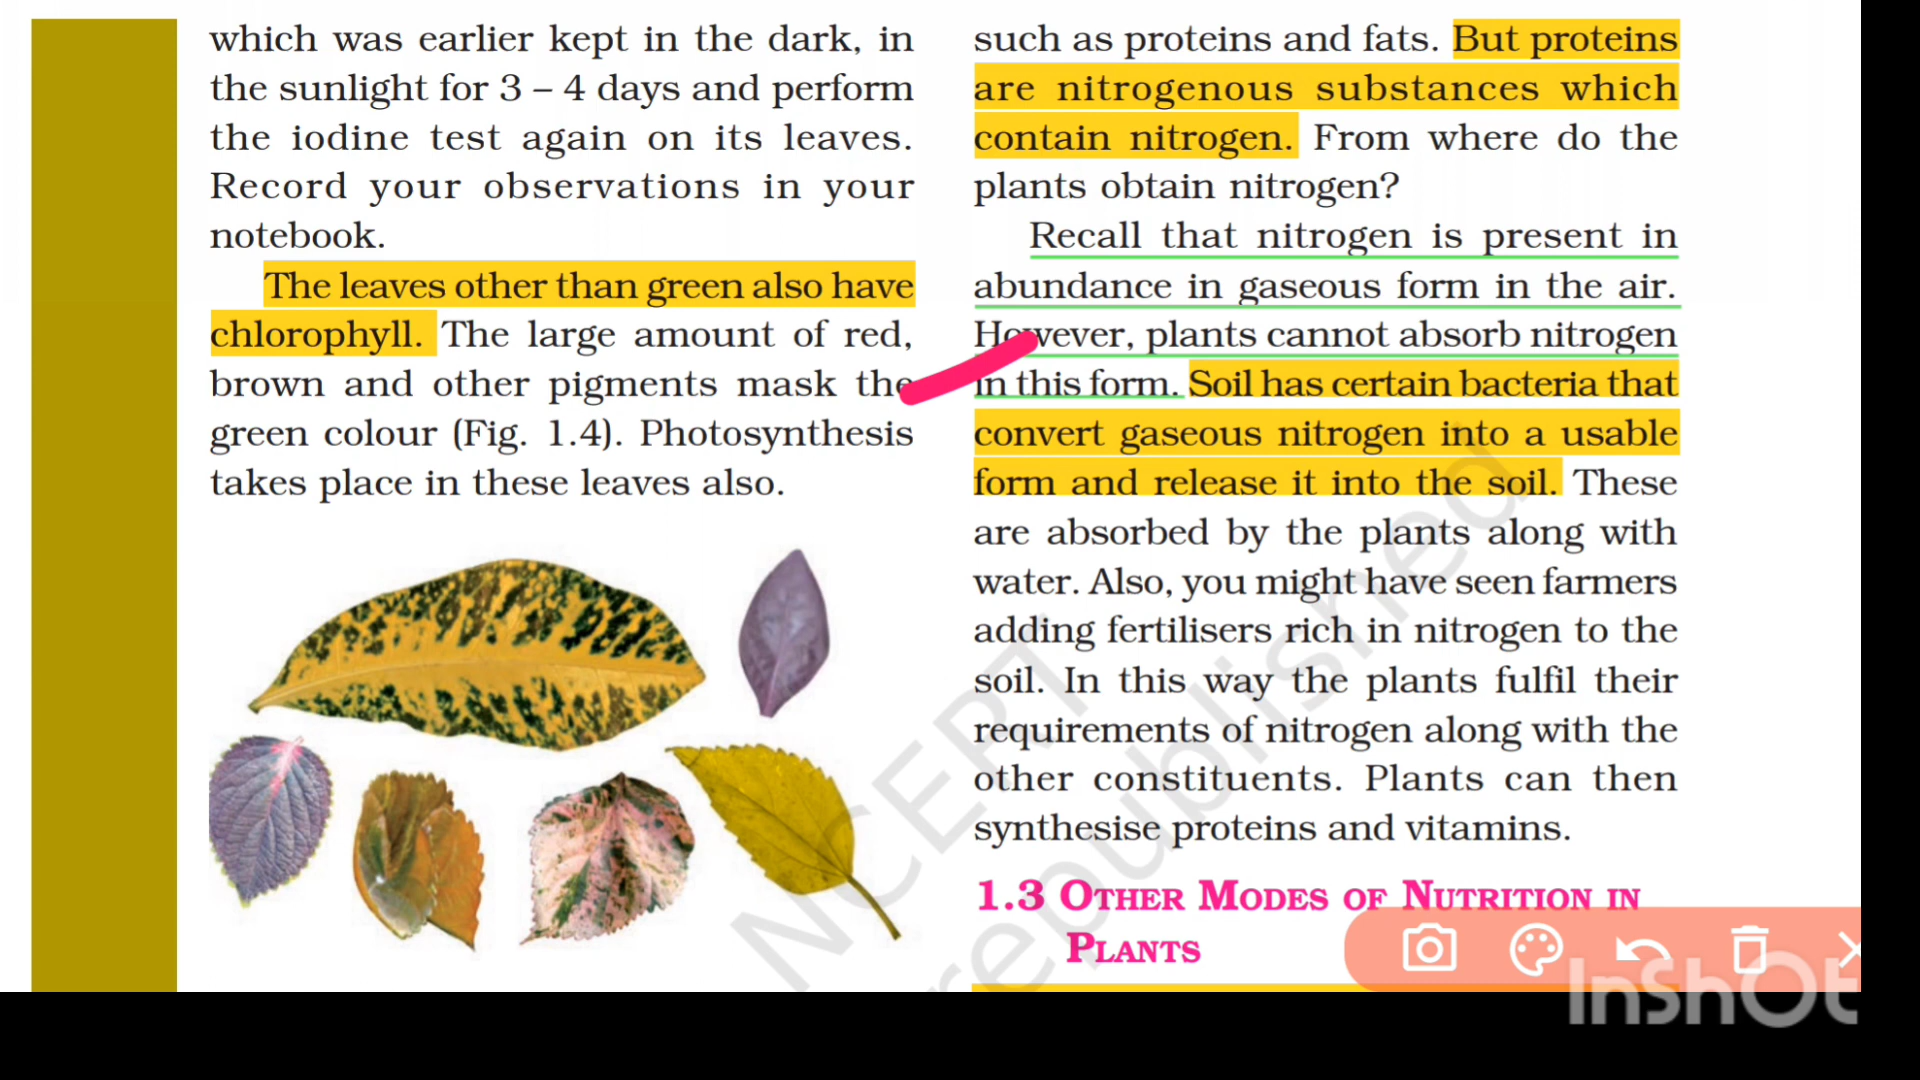 which was earlier kept in the dark, in
the sunlight for 3 – 4 days and perform
the iodine test again on its leaves.
Record your observations in your
notebook.
The leaves other than green also have
chlorophyll. The large amount of red,
brown and other pigments mask the
green colour (Fig. 1.4). Photosynthesis
takes place in these leaves also.
such as proteins and fats. But proteins
are nitrogenous substances which
contain nitrogen. From where do the
plants obtain nitrogen?
Recall that nitrogen is present in
abundance in gaseous form in the air.
However, plants cannot absorb nitrogen
in this form. Soil has certain bacteria that
convert gaseous nitrogen into a usable
form and release it into the soil. These
are absorbed by the plants along with
water. Also, you might have seen farmers
adding fertilisers rich in nitrogen to the
soil. In this way the plants fulfil their
requirements of nitrogen along with the
other constituents. Plants can then
synthesise proteins and vitamins.
1.3 OTHER MODES OF NUTRITION IN
PLANTS
NCERT
republished
InShOt